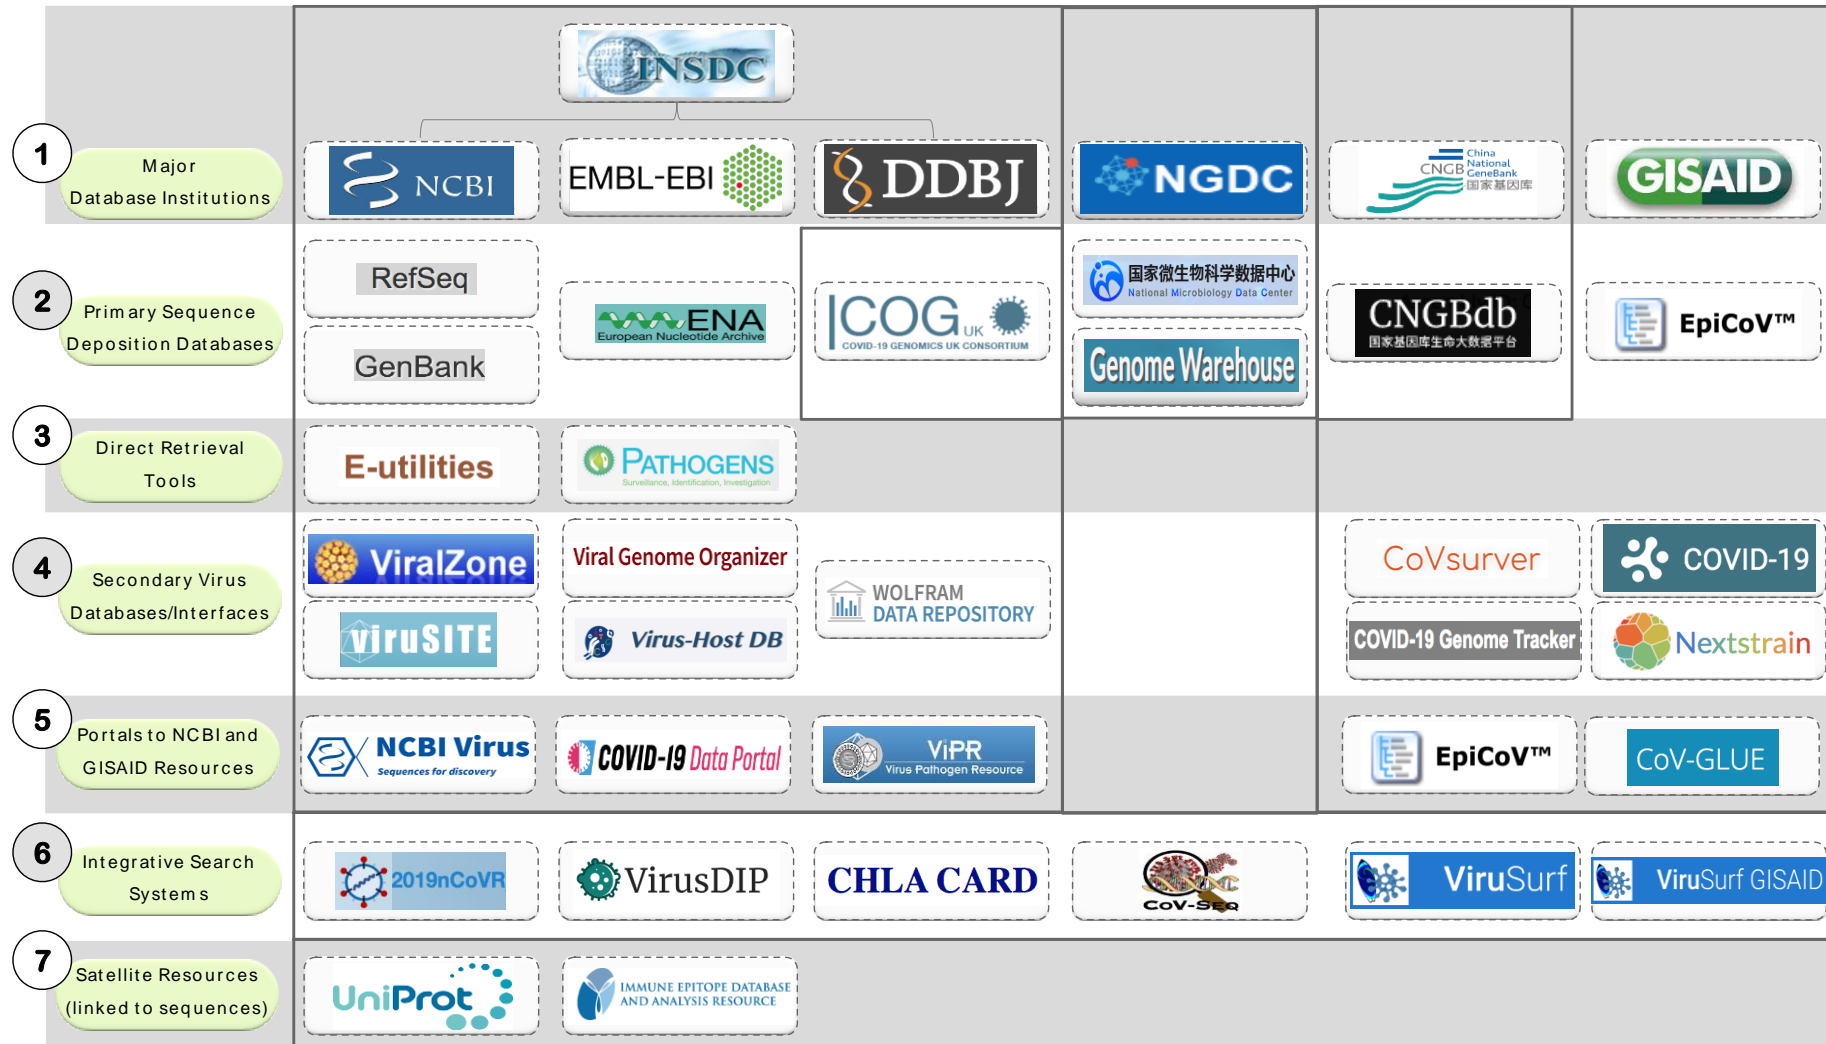 INSDC
1
Major
Database Institutions
NCBI
EMBL-EBI
DDBJ
NGDC
CNGB
China
National
GeneBank
国家基因库
GISAID
2
Primary Sequence
Deposition Databases
RefSeq
GenBank
ENA
European Nucleotide Archive
COG UK
COVID-19 GENOMICS UK CONSORTIUM
国家微生物科学数据中心
National Microbiology Data Center
Genome Warehouse
CNGBdb
国家基因库生命大数据平台
EpiCoV™
3
Direct Retrieval
Tools
E-utilities
PATHOGENS
Surveillance, Identification, Investigation
4
Secondary Virus
Databases/Interfaces
ViralZone
Viral Genome Organizer
viruSITE
Virus-Host DB
WOLFRAM
DATA REPOSITORY
CoVsurver
COVID-19
COVID-19 Genome Tracker
Nextstrain
5
Portals to NCBI and
GISAID Resources
NCBI Virus
Sequences for discovery
COVID-19 Data Portal
ViPR
Virus Pathogen Resource
EpiCoV™
CoV-GLUE
6
Integrative Search
Systems
2019nCoVR
VirusDIP
CHLA CARD
CoV-Seq
ViruSurf
ViruSurf GISAID
7
Satellite Resources
(linked to sequences)
UniProt
IMMUNE EPITOPE DATABASE
AND ANALYSIS RESOURCE